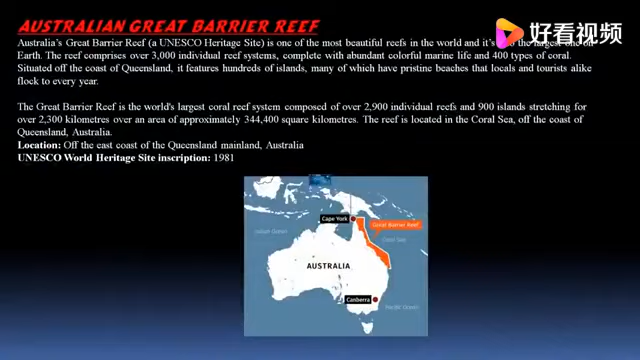 AUSTRALIAN GREAT BARRIER REEF
好看视频
Australia's Great Barrier Reef (a UNESCO Heritage Site) is one of the most beautiful reefs in the world and it's the largest one on
Earth. The reef comprises over 3,000 individual reef systems, complete with abundant colorful marine life and 400 types of coral.
Situated off the coast of Queensland, it features hundreds of islands, many of which have pristine beaches that locals and tourists alike
flock to every year.
The Great Barrier Reef is the world's largest coral reef system composed of over 2,900 individual reefs and 900 islands stretching for
over 2,300 kilometres over an area of approximately 344,400 square kilometres. The reef is located in the Coral Sea, off the coast of
Queensland, Australia.
Location: Off the east coast of the Queensland mainland, Australia
UNESCO World Heritage Site inscription: 1981
Cape York
Great Barrier Reef
Indian Ocean
Coral Sea
AUSTRALIA
Canberra
Pacific Ocean